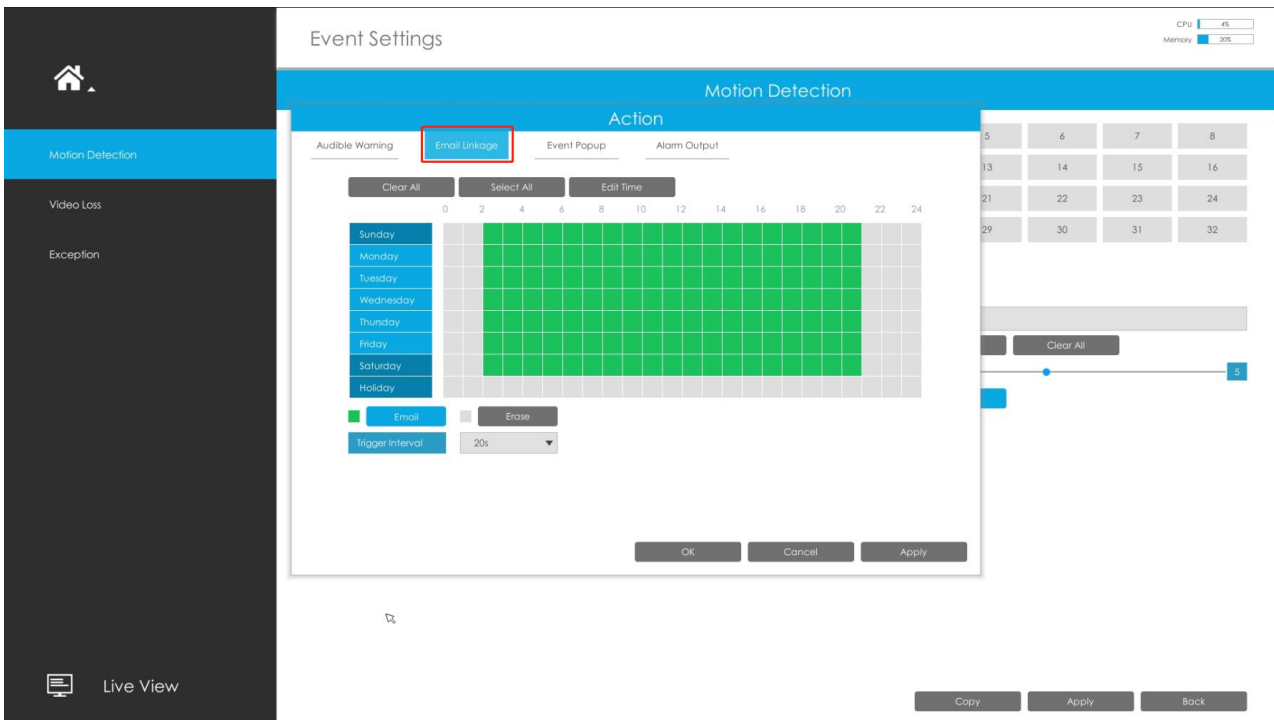 Event Settings
CPU 4%
Memory 20%
Motion Detection
Motion Detection
Video Loss
Exception
Live View
Action
Audible Warning Email Linkage Event Popup Alarm Output
Clear All Select All Edit Time
0 2 4 6 8 10 12 14 16 18 20 22 24
Sunday
Monday
Tuesday
Wednesday
Thursday
Friday
Saturday
Holiday
Email Erase
Trigger Interval 20s
OK Cancel Apply
5 6 7 8
13 14 15 16
21 22 23 24
29 30 31 32
Clear All
5
Copy Apply Back